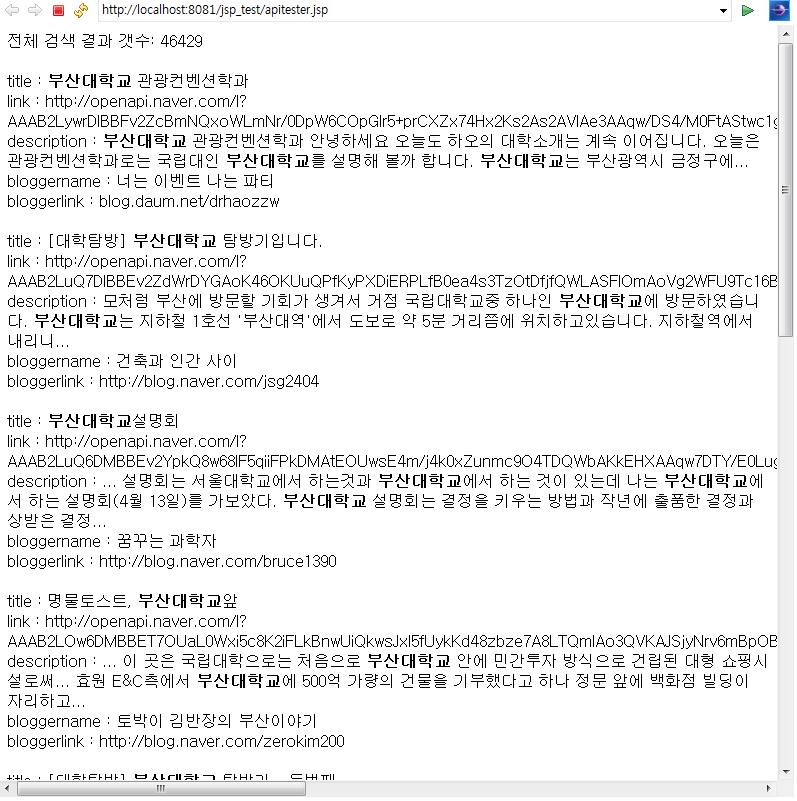 http://localhost:8081/jsp_test/apitester.jsp
전체 검색 결과 갯수: 46429
title : 부산대학교 관광컨벤션학과
link : http://openapi.naver.com/l?
AAAB2LywrDIBBFv2ZcBmNQxoWLmNr/0DpW6COpGlr5+prCXZx74Hx2Ks2As2AVIAe3AAqw/DS4/M0FtAStwc1g
description : 부산대학교 관광컨벤션학과 안녕하세요 오늘도 하오의 대학소개는 계속 이어집니다. 오늘은
관광컨벤션학과로는 국립대인 부산대학교를 설명해 볼까 합니다. 부산대학교는 부산광역시 금정구에...
bloggername : 너는 이벤트 나는 파티
bloggerlink : blog.daum.net/drhaozzw
title : [대학탐방] 부산대학교 탐방기입니다.
link : http://openapi.naver.com/l?
AAAB2LuQ7DIBBEv2ZdWrDYGAoK46OKUuQPfKyPXDiERPLfB0ea4s3TzOtDfjfQWLASFIOmAoVg2WFU9Tc16B
description : 모처럼 부산에 방문할 기회가 생겨서 거점 국립대학교중 하나인 부산대학교에 방문하였습니
다. 부산대학교는 지하철 1호선 '부산대역'에서 도보로 약 5분 거리쯤에 위치하고있습니다. 지하철역에서
내리니...
bloggername : 건축과 인간 사이
bloggerlink : http://blog.naver.com/jsg2404
title : 부산대학교설명회
link : http://openapi.naver.com/l?
AAAB2LuQ6DMBBEv2YpkQ8w68lF5qiiFPkDMAtEOUwsE4m/j4k0xZunmc9O4TDQWbAKkEHXAAqw7DTY/E0Lug
description : ... 설명회는 서울대학교에서 하는것과 부산대학교에서 하는 것이 있는데 나는 부산대학교에
서 하는 설명회(4월 13일)를 가보았다. 부산대학교 설명회는 결정을 키우는 방법과 작년에 출품한 결정과
상받은 결정...
bloggername : 꿈꾸는 과학자
bloggerlink : http://blog.naver.com/bruce1390
title : 명물토스트, 부산대학교앞
link : http://openapi.naver.com/l?
AAAB2LOw6DMBBET7OUaL0Wxi5c8K2iFLkBnwUiQkwsJxI5fUykKd48zbze7A8LTQmlAo3QVKAJSjyNrv6mBpOB
description : ... 이 곳은 국립대학으로는 처음으로 부산대학교 안에 민간투자 방식으로 건립된 대형 쇼핑시
설로써... 효원 E&C측에서 부산대학교에 500억 가량의 건물을 기부했다고 하나 정문 앞에 백화점 빌딩이
자리하고...
bloggername : 토박이 김반장의 부산이야기
bloggerlink : http://blog.naver.com/zerokim200
title : [대학탐방] 부산대학교 탐방기